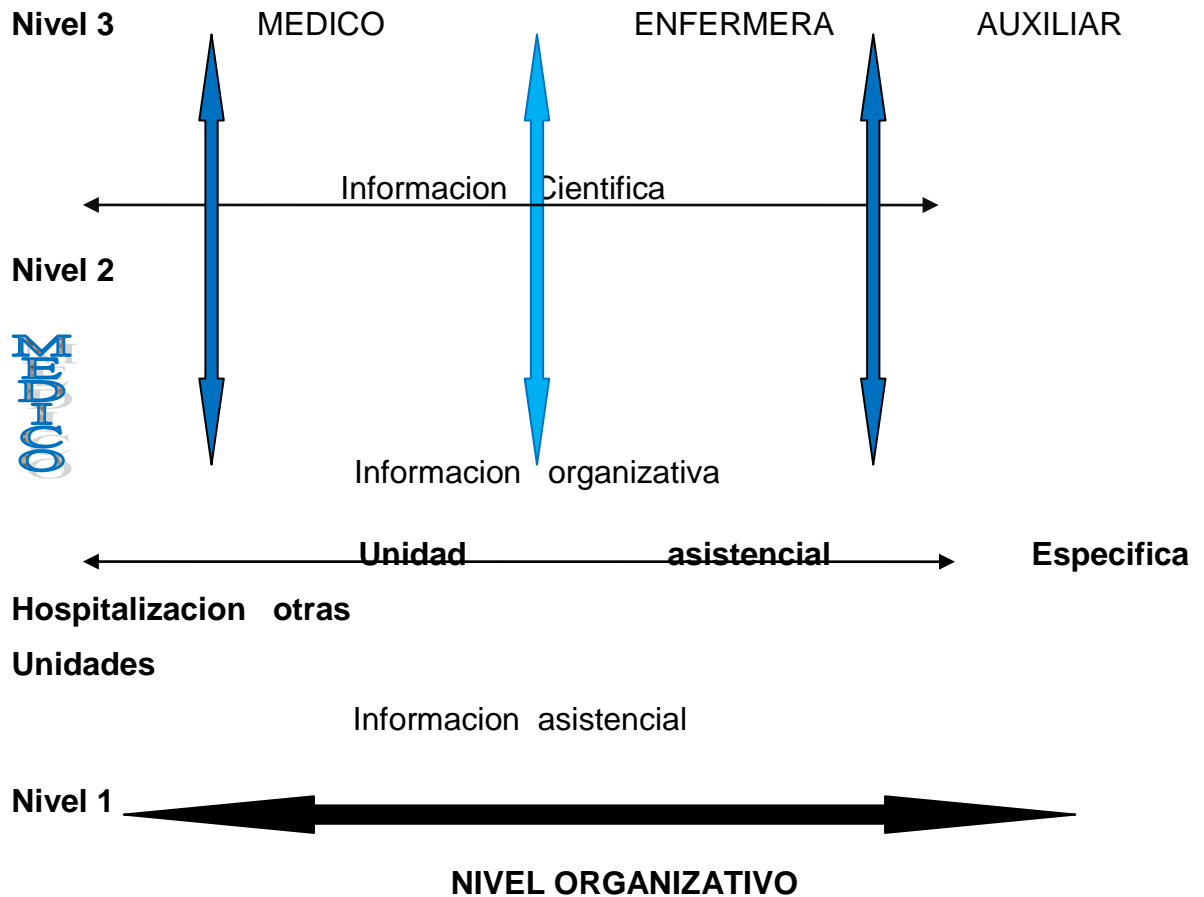 Nivel 3 MEDICO ENFERMERA AUXILIAR
Informacion Cientifica
Nivel 2
MEDICO
Informacion organizativa
Unidad asistencial Especifica
Hospitalizacion otras
Unidades
Informacion asistencial
Nivel 1
NIVEL ORGANIZATIVO